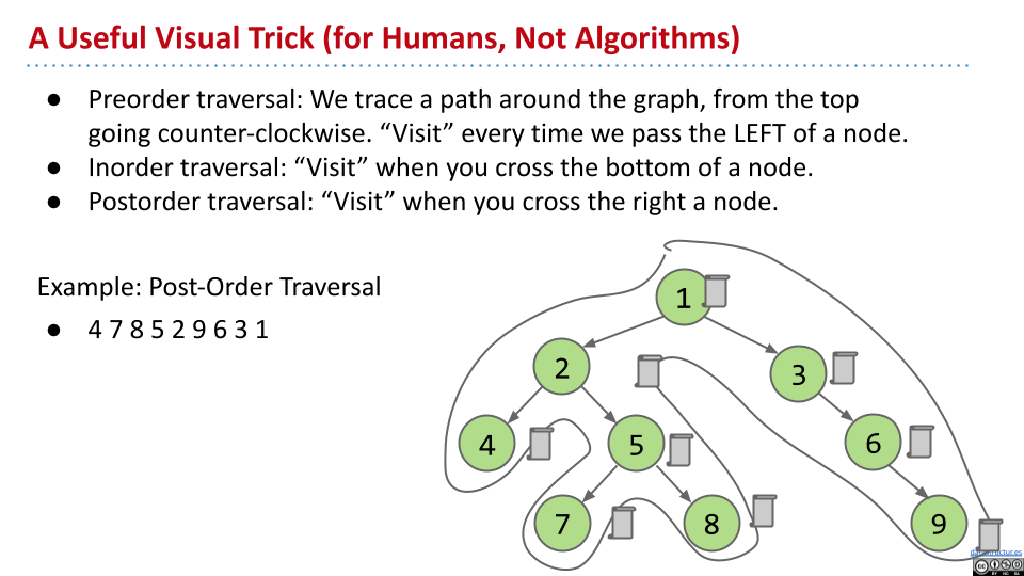 A Useful Visual Trick (for Humans, Not Algorithms)
● Preorder traversal: We trace a path around the graph, from the top
going counter-clockwise. “Visit” every time we pass the LEFT of a node.
● Inorder traversal: “Visit” when you cross the bottom of a node.
● Postorder traversal: “Visit” when you cross the right a node.
Example: Post-Order Traversal
● 4 7 8 5 2 9 6 3 1
1
2
3
4
5
6
7
8
9